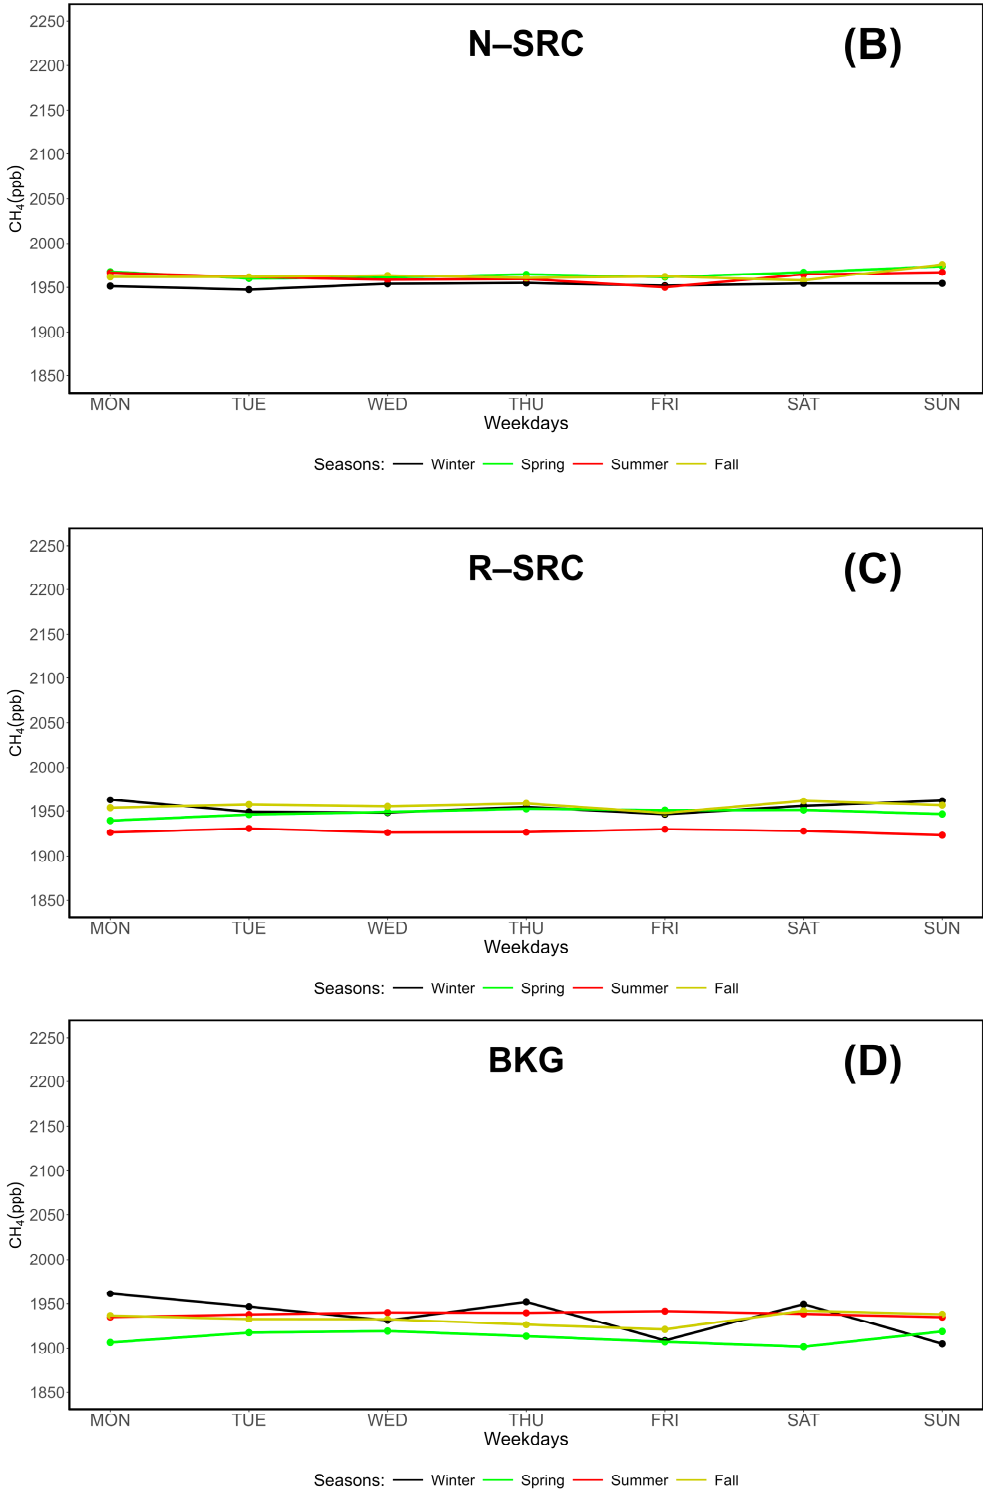 N–SRC (B)
2250
2200
2150
2100
2050
2000
1950
1900
1850
CH₄(ppb)
MON TUE WED THU FRI SAT SUN
Weekdays
Seasons: Winter Spring Summer Fall
R–SRC (C)
2250
2200
2150
2100
2050
2000
1950
1900
1850
CH₄(ppb)
MON TUE WED THU FRI SAT SUN
Weekdays
Seasons: Winter Spring Summer Fall
BKG (D)
2250
2200
2150
2100
2050
2000
1950
1900
1850
CH₄(ppb)
MON TUE WED THU FRI SAT SUN
Weekdays
Seasons: Winter Spring Summer Fall